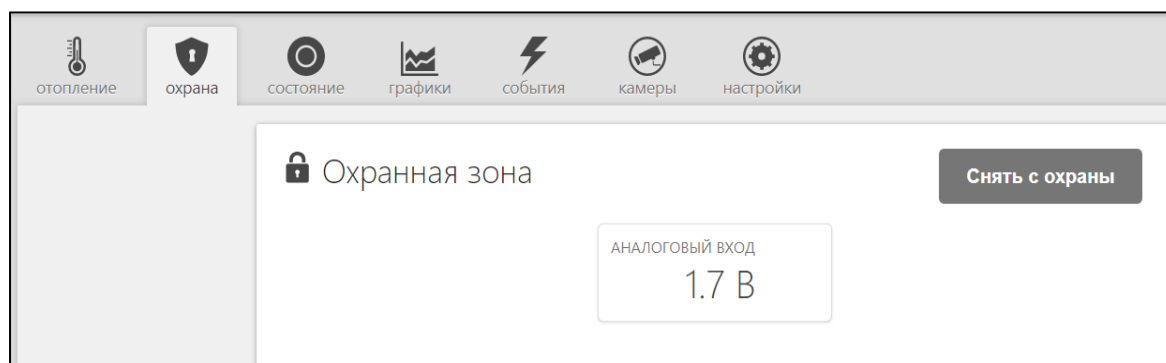 отопление охрана состояние графики события камеры настройки
Охранная зона Снять с охраны
АНАЛОГОВЫЙ ВХОД
1.7 В